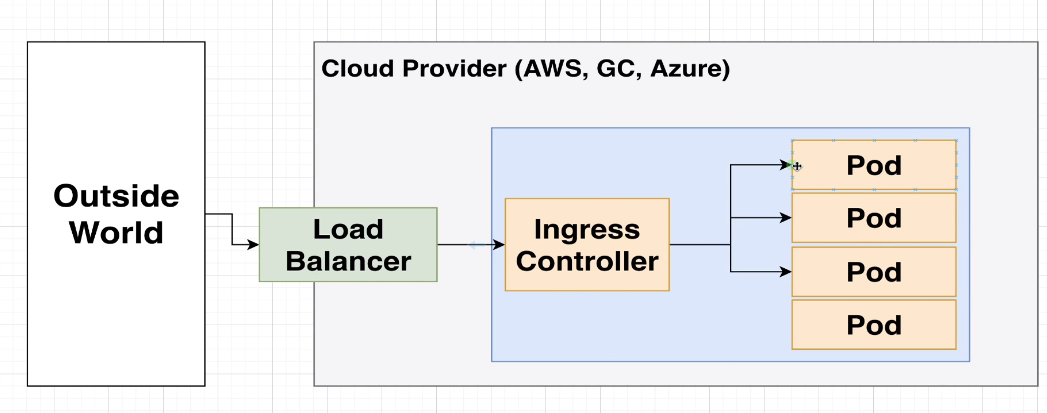 Cloud Provider (AWS, GC, Azure)
Outside
World
Load
Balancer
Ingress
Controller
Pod
Pod
Pod
Pod